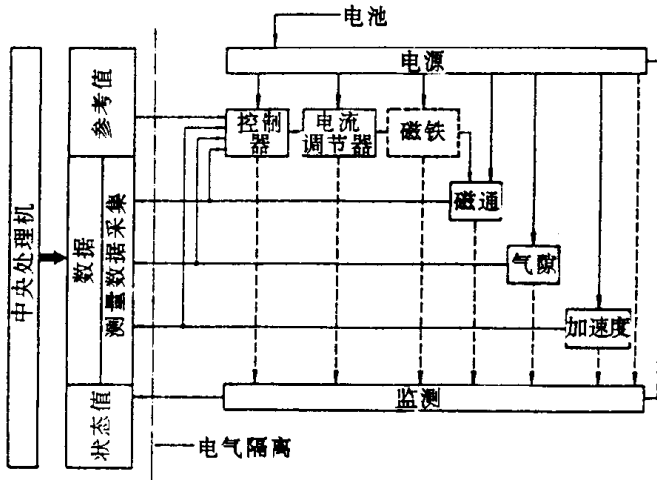 电池
电源
中央处理机
参考值
数据
测量数据采集
状态值
控制
器
电流
调节器
磁铁
磁通
气隙
加速度
监测
电气隔离